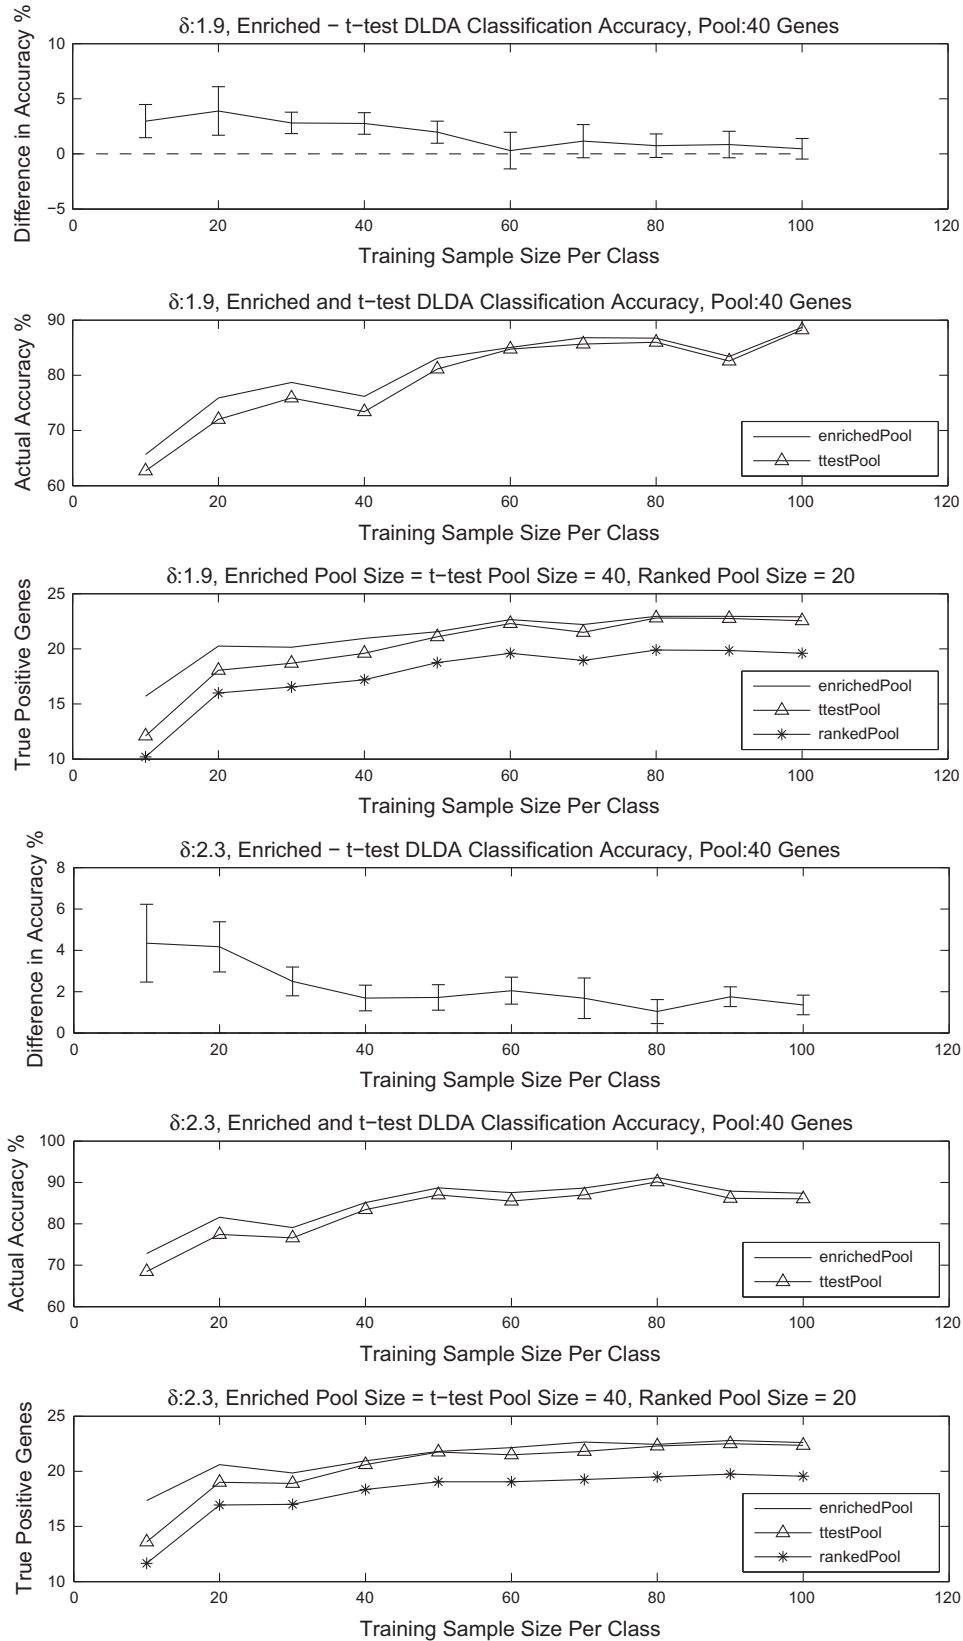 δ:1.9, Enriched − t−test DLDA Classification Accuracy, Pool:40 Genes
Difference in Accuracy %
10
5
0
−5
0 20 40 60 80 100 120
Training Sample Size Per Class
δ:1.9, Enriched and t−test DLDA Classification Accuracy, Pool:40 Genes
Actual Accuracy %
90
80
70
60
enrichedPool
ttestPool
0 20 40 60 80 100 120
Training Sample Size Per Class
δ:1.9, Enriched Pool Size = t−test Pool Size = 40, Ranked Pool Size = 20
True Positive Genes
25
20
15
10
enrichedPool
ttestPool
rankedPool
0 20 40 60 80 100 120
Training Sample Size Per Class
δ:2.3, Enriched − t−test DLDA Classification Accuracy, Pool:40 Genes
Difference in Accuracy %
8
6
4
2
0
0 20 40 60 80 100 120
Training Sample Size Per Class
δ:2.3, Enriched and t−test DLDA Classification Accuracy, Pool:40 Genes
Actual Accuracy %
100
90
80
70
60
enrichedPool
ttestPool
0 20 40 60 80 100 120
Training Sample Size Per Class
δ:2.3, Enriched Pool Size = t−test Pool Size = 40, Ranked Pool Size = 20
True Positive Genes
25
20
15
10
enrichedPool
ttestPool
rankedPool
0 20 40 60 80 100 120
Training Sample Size Per Class